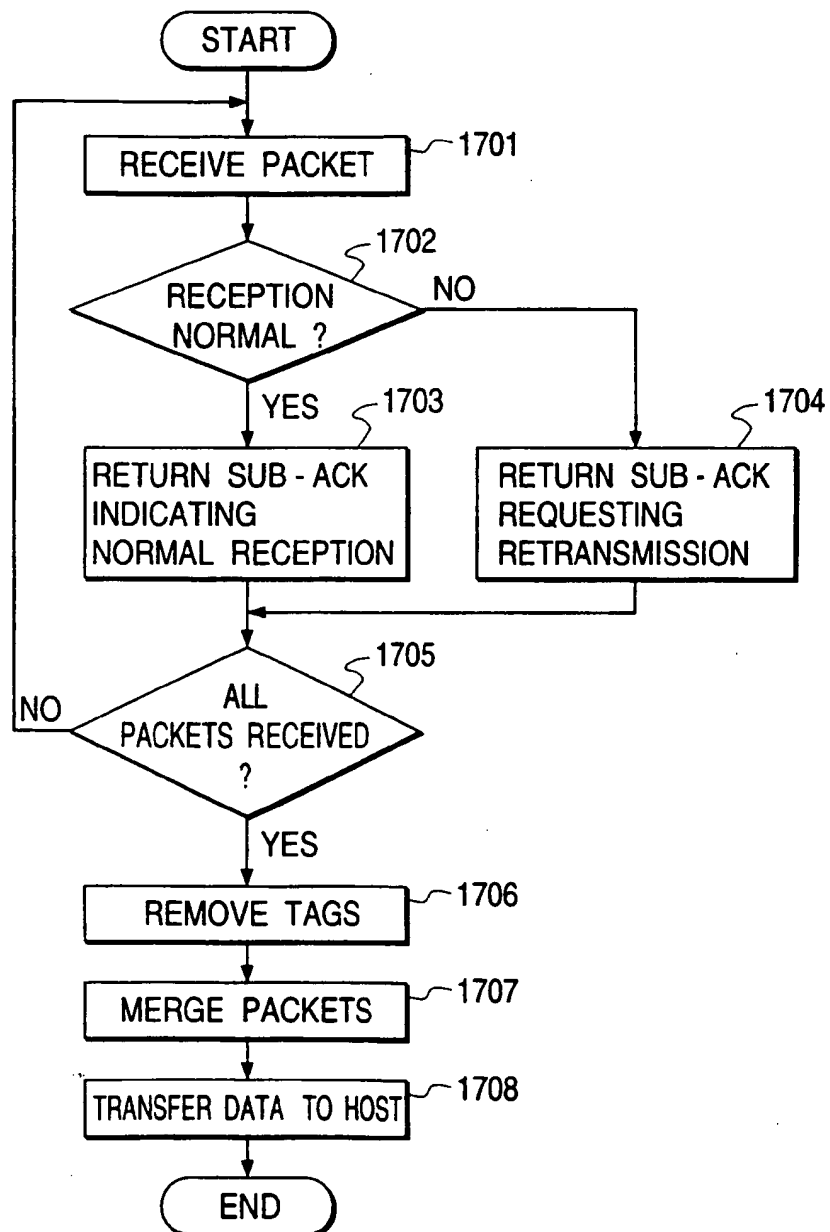 START
RECEIVE PACKET
1701
1702
RECEPTION
NORMAL ?
NO
YES
1703
RETURN SUB - ACK
INDICATING
NORMAL RECEPTION
1704
RETURN SUB - ACK
REQUESTING
RETRANSMISSION
1705
NO
ALL
PACKETS RECEIVED
?
YES
REMOVE TAGS
1706
MERGE PACKETS
1707
TRANSFER DATA TO HOST
1708
END